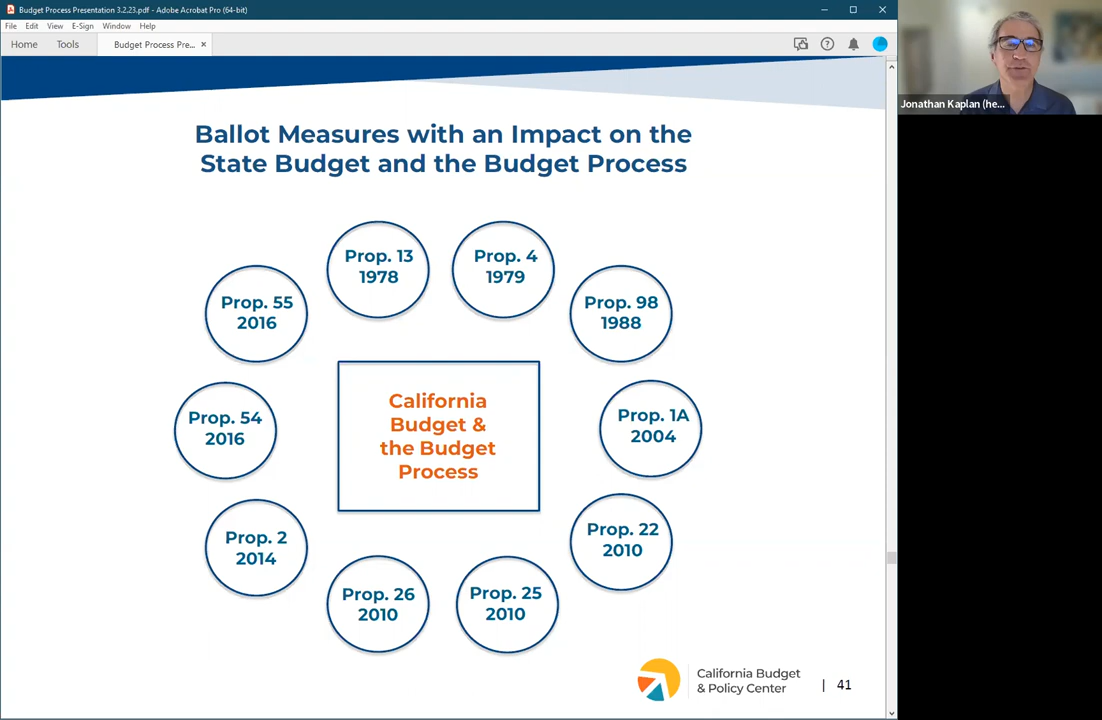 Budget Process Presentation 3.2.23.pdf - Adobe Acrobat Pro (64-bit)
File Edit View E-Sign Window Help
Home Tools Budget Process Pre... ×
Jonathan Kaplan (he...
Ballot Measures with an Impact on the
State Budget and the Budget Process
Prop. 13
1978
Prop. 4
1979
Prop. 98
1988
Prop. 1A
2004
Prop. 22
2010
Prop. 25
2010
Prop. 26
2010
Prop. 2
2014
Prop. 54
2016
Prop. 55
2016
California
Budget &
the Budget
Process
California Budget
& Policy Center
| 41